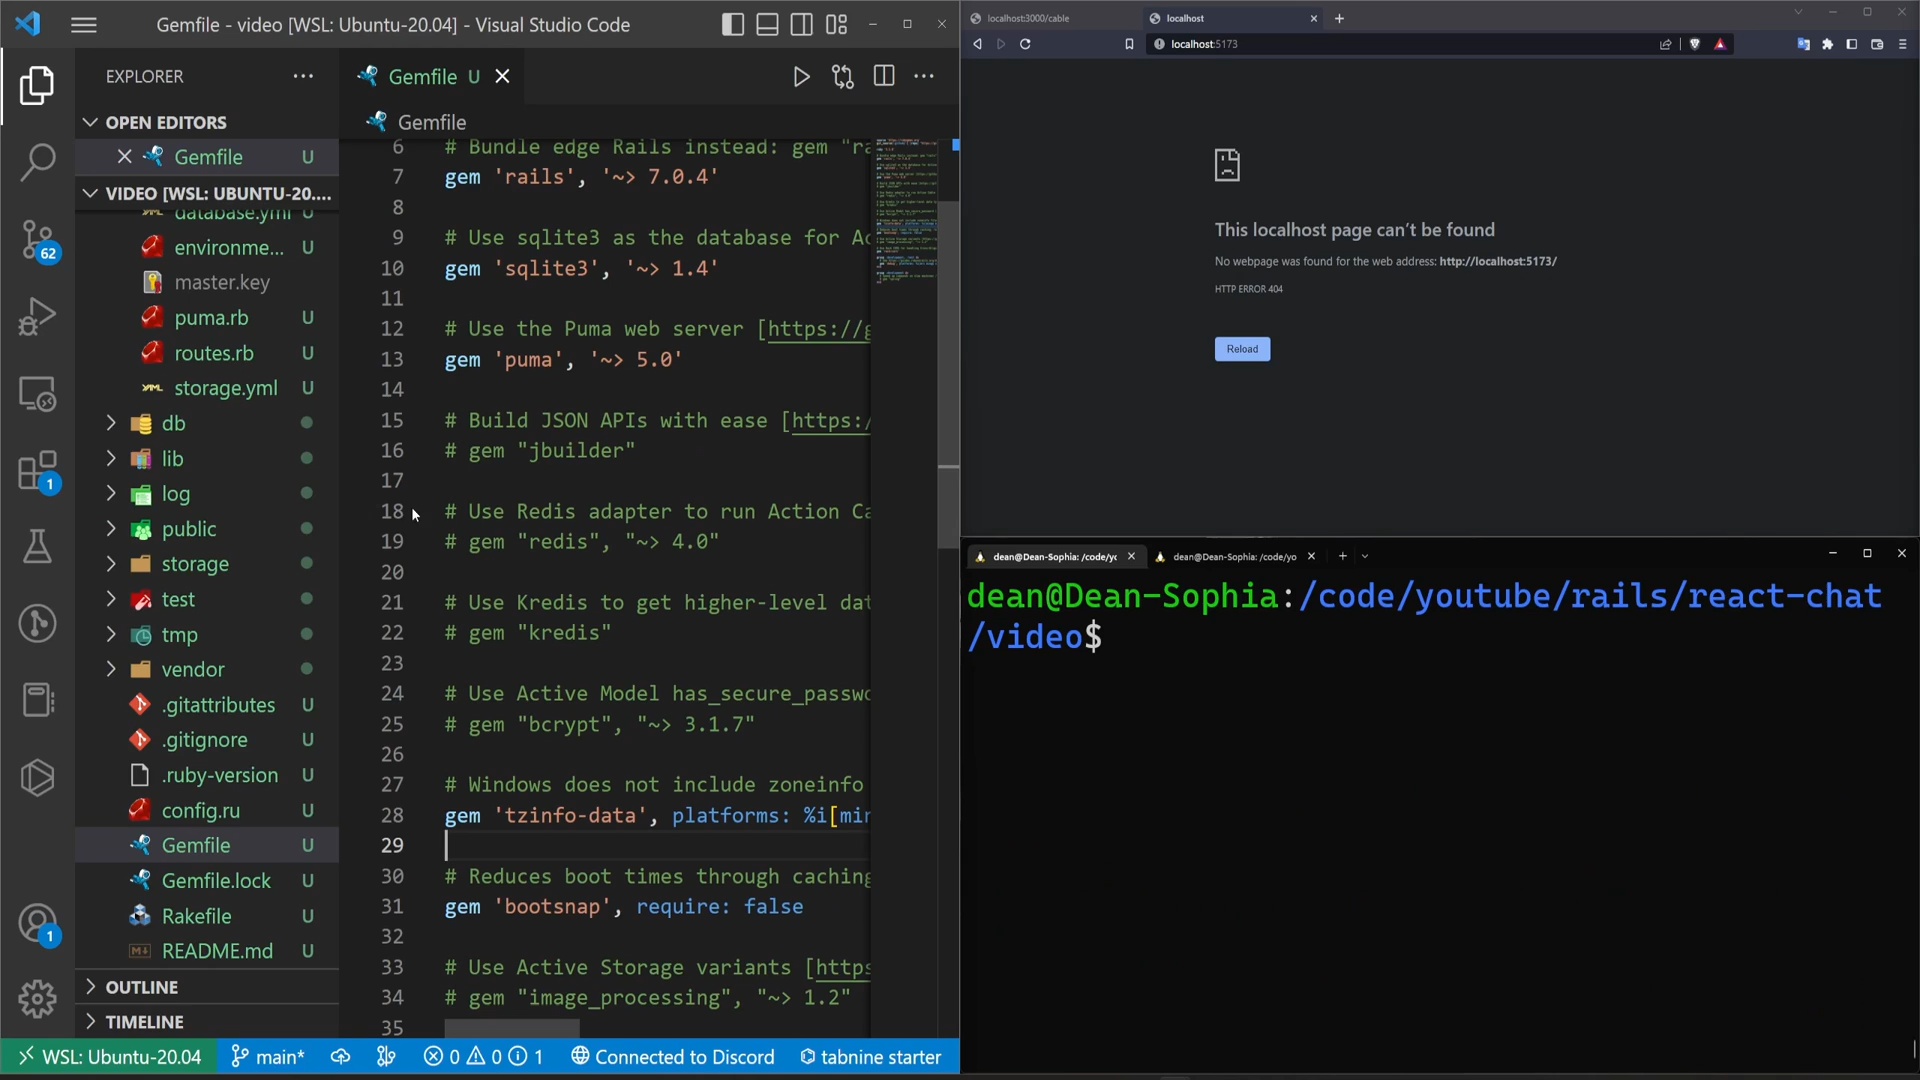 Gemfile - video [WSL: Ubuntu-20.04] - Visual Studio Code
EXPLORER
OPEN EDITORS
Gemfile U
VIDEO [WSL: UBUNTU-20....
database.yml U
environme... U
master.key
puma.rb U
routes.rb U
storage.yml U
db
lib
log
public
storage
test
tmp
vendor
.gitattributes U
.gitignore U
.ruby-version U
config.ru U
Gemfile U
Gemfile.lock U
Rakefile U
README.md U
OUTLINE
TIMELINE
62
1
1
Gemfile U
Gemfile
6 # Bundle edge Rails instead: gem "ra
7 gem 'rails', '~> 7.0.4'
8
9 # Use sqlite3 as the database for Ac
10 gem 'sqlite3', '~> 1.4'
11
12 # Use the Puma web server [https://g
13 gem 'puma', '~> 5.0'
14
15 # Build JSON APIs with ease [https:/
16 # gem "jbuilder"
17
18 # Use Redis adapter to run Action Ca
19 # gem "redis", "~> 4.0"
20
21 # Use Kredis to get higher-level dat
22 # gem "kredis"
23
24 # Use Active Model has_secure_passwo
25 # gem "bcrypt", "~> 3.1.7"
26
27 # Windows does not include zoneinfo
28 gem 'tzinfo-data', platforms: %i[min
29
30 # Reduces boot times through caching
31 gem 'bootsnap', require: false
32
33 # Use Active Storage variants [https
34 # gem "image_processing", "~> 1.2"
35
WSL: Ubuntu-20.04 main* 0 0 1 Connected to Discord tabnine starter
localhost:3000/cable
localhost
localhost:5173
This localhost page can't be found
No webpage was found for the web address: http://localhost:5173/
HTTP ERROR 404
Reload
dean@Dean-Sophia: /code/yo
dean@Dean-Sophia: /code/yo
dean@Dean-Sophia:/code/youtube/rails/react-chat
/video$